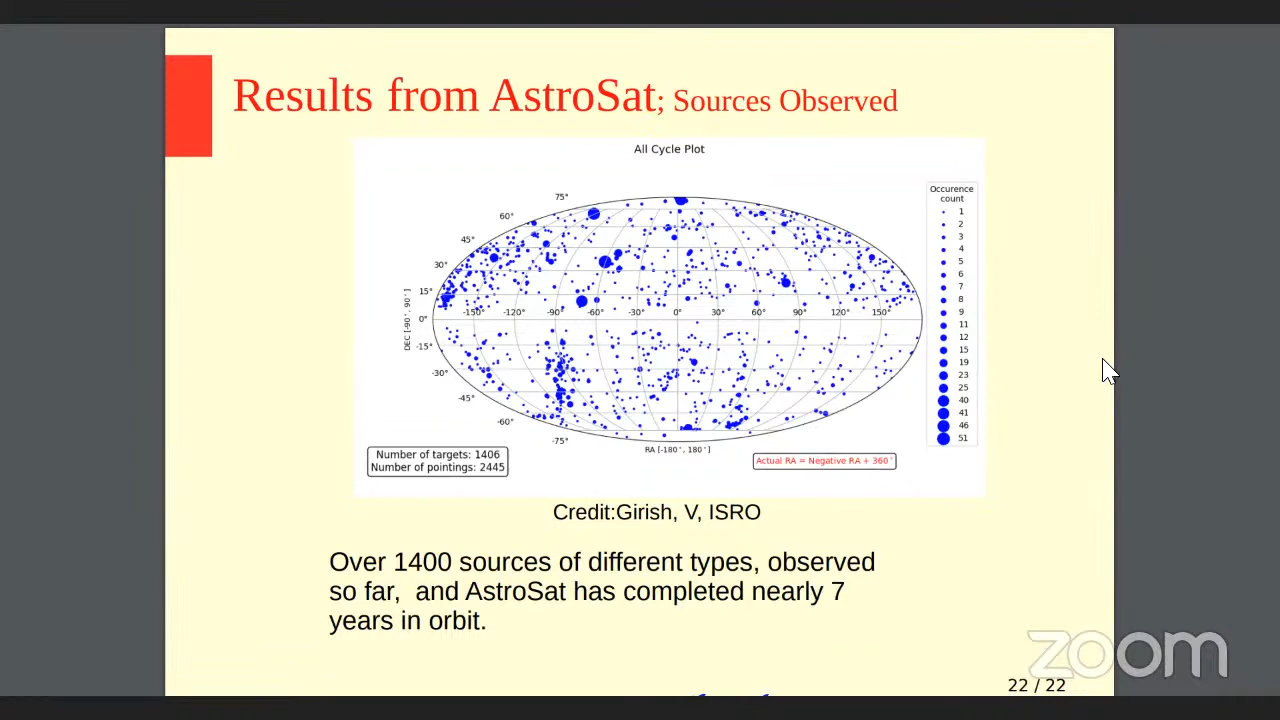 Results from AstroSat; Sources Observed
All Cycle Plot
Occurence
count
1
2
3
4
5
6
7
8
9
11
12
15
19
23
25
40
41
46
51
75°
60°
45°
30°
15°
0°
-15°
-30°
-45°
-60°
-75°
DEC [-90°, 90°]
-150° -120° -90° -60° -30° 0° 30° 60° 90° 120° 150°
RA [-180°, 180°]
Number of targets: 1406
Number of pointings: 2445
Actual RA = Negative RA + 360°
Credit:Girish, V, ISRO
Over 1400 sources of different types, observed
so far, and AstroSat has completed nearly 7
years in orbit.
zoom
22 / 22